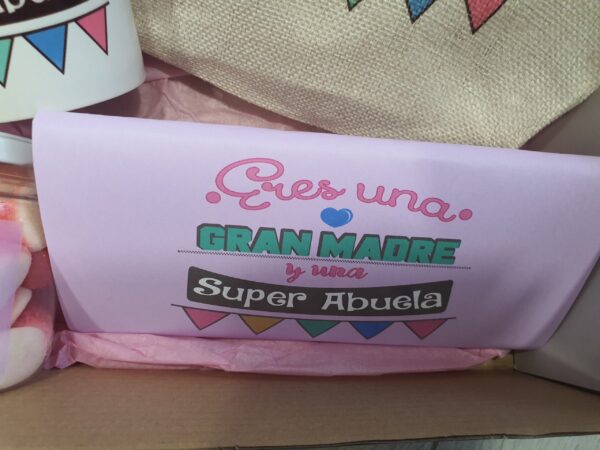 Eres una
GRAN MADRE
y una
Super Abuela